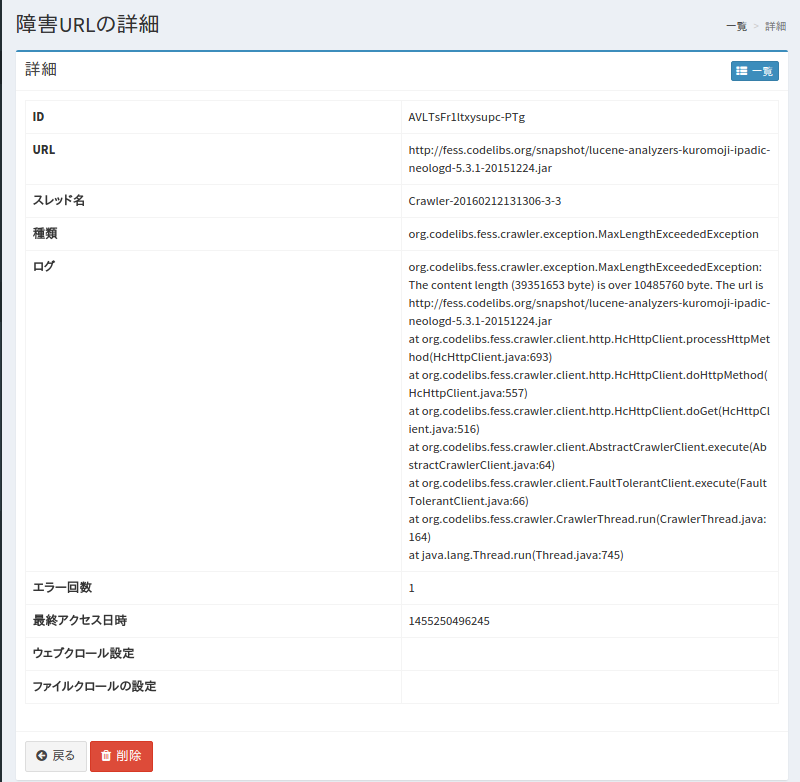 障害URLの詳細
一覧 > 詳細
詳細
一覧
ID AVLTsFr1ltxysupc-PTg
URL http://fess.codelibs.org/snapshot/lucene-analyzers-kuromoji-ipadic-
neologd-5.3.1-20151224.jar
スレッド名 Crawler-20160212131306-3-3
種類 org.codelibs.fess.crawler.exception.MaxLengthExceededException
ログ org.codelibs.fess.crawler.exception.MaxLengthExceededException:
The content length (39351653 byte) is over 10485760 byte. The url is
http://fess.codelibs.org/snapshot/lucene-analyzers-kuromoji-ipadic-
neologd-5.3.1-20151224.jar
at org.codelibs.fess.crawler.client.http.HcHttpClient.processHttpMet
hod(HcHttpClient.java:693)
at org.codelibs.fess.crawler.client.http.HcHttpClient.doHttpMethod(
HcHttpClient.java:557)
at org.codelibs.fess.crawler.client.http.HcHttpClient.doGet(HcHttpCl
ient.java:516)
at org.codelibs.fess.crawler.client.AbstractCrawlerClient.execute(Ab
stractCrawlerClient.java:64)
at org.codelibs.fess.crawler.client.FaultTolerantClient.execute(Fault
TolerantClient.java:66)
at org.codelibs.fess.crawler.CrawlerThread.run(CrawlerThread.java:
164)
at java.lang.Thread.run(Thread.java:745)
エラー回数 1
最終アクセス日時 1455250496245
ウェブクロール設定
ファイルクロールの設定
戻る 削除